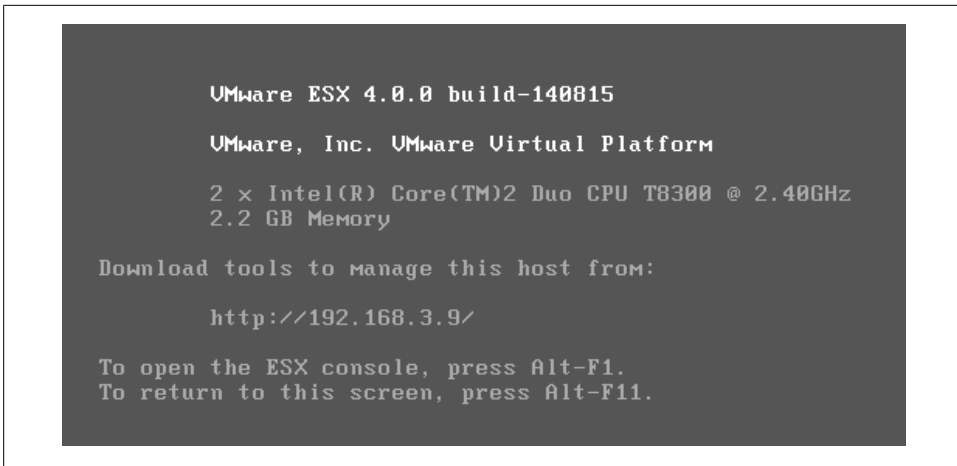 VMware ESX 4.0.0 build-140815
VMware, Inc. VMware Virtual Platform
2 x Intel(R) Core(TM)2 Duo CPU T8300 @ 2.40GHz
2.2 GB Memory
Download tools to manage this host from:
http://192.168.3.9/
To open the ESX console, press Alt-F1.
To return to this screen, press Alt-F11.